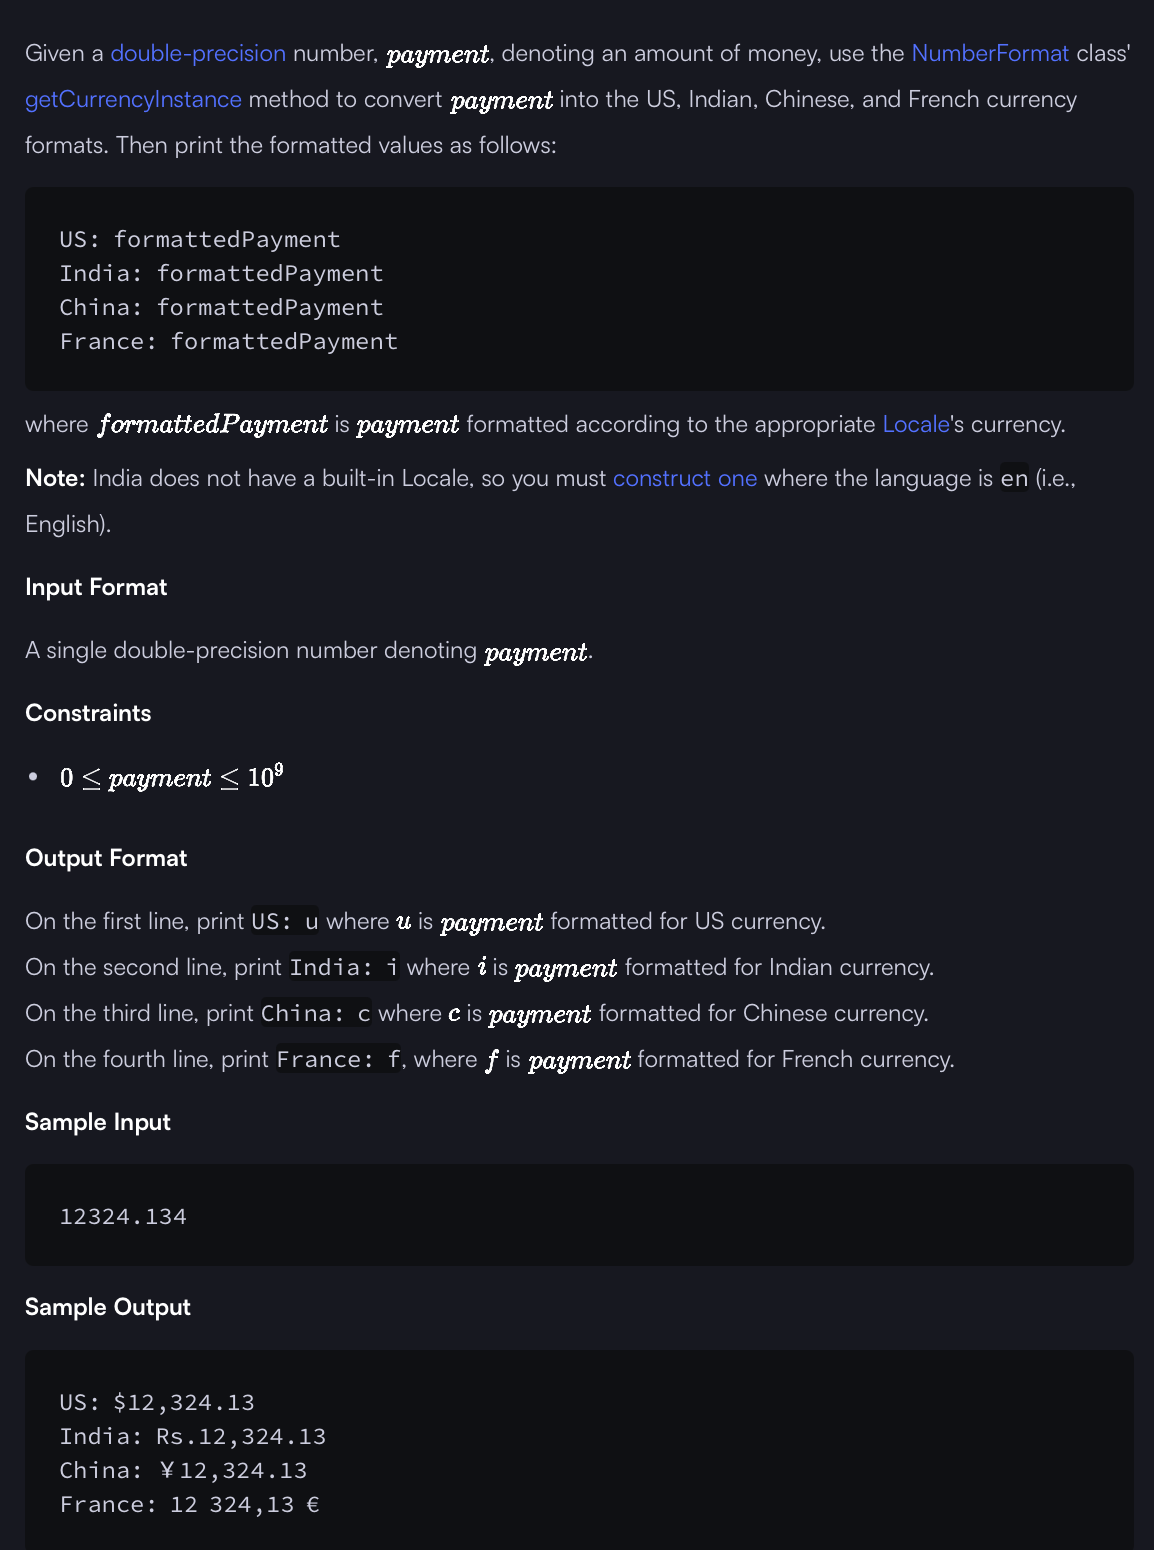 Given a double-precision number, payment, denoting an amount of money, use the NumberFormat class'
getCurrencyInstance method to convert payment into the US, Indian, Chinese, and French currency
formats. Then print the formatted values as follows:
US: formattedPayment
India: formattedPayment
China: formattedPayment
France: formattedPayment
where formattedPayment is payment formatted according to the appropriate Locale's currency.
Note: India does not have a built-in Locale, so you must construct one where the language is en (i.e.,
English).
Input Format
A single double-precision number denoting payment.
Constraints
• 0 ≤ payment ≤ 10⁹
Output Format
On the first line, print US: u where u is payment formatted for US currency.
On the second line, print India: i where i is payment formatted for Indian currency.
On the third line, print China: c where c is payment formatted for Chinese currency.
On the fourth line, print France: f, where f is payment formatted for French currency.
Sample Input
12324.134
Sample Output
US: $12,324.13
India: Rs.12,324.13
China: ¥12,324.13
France: 12 324,13 €